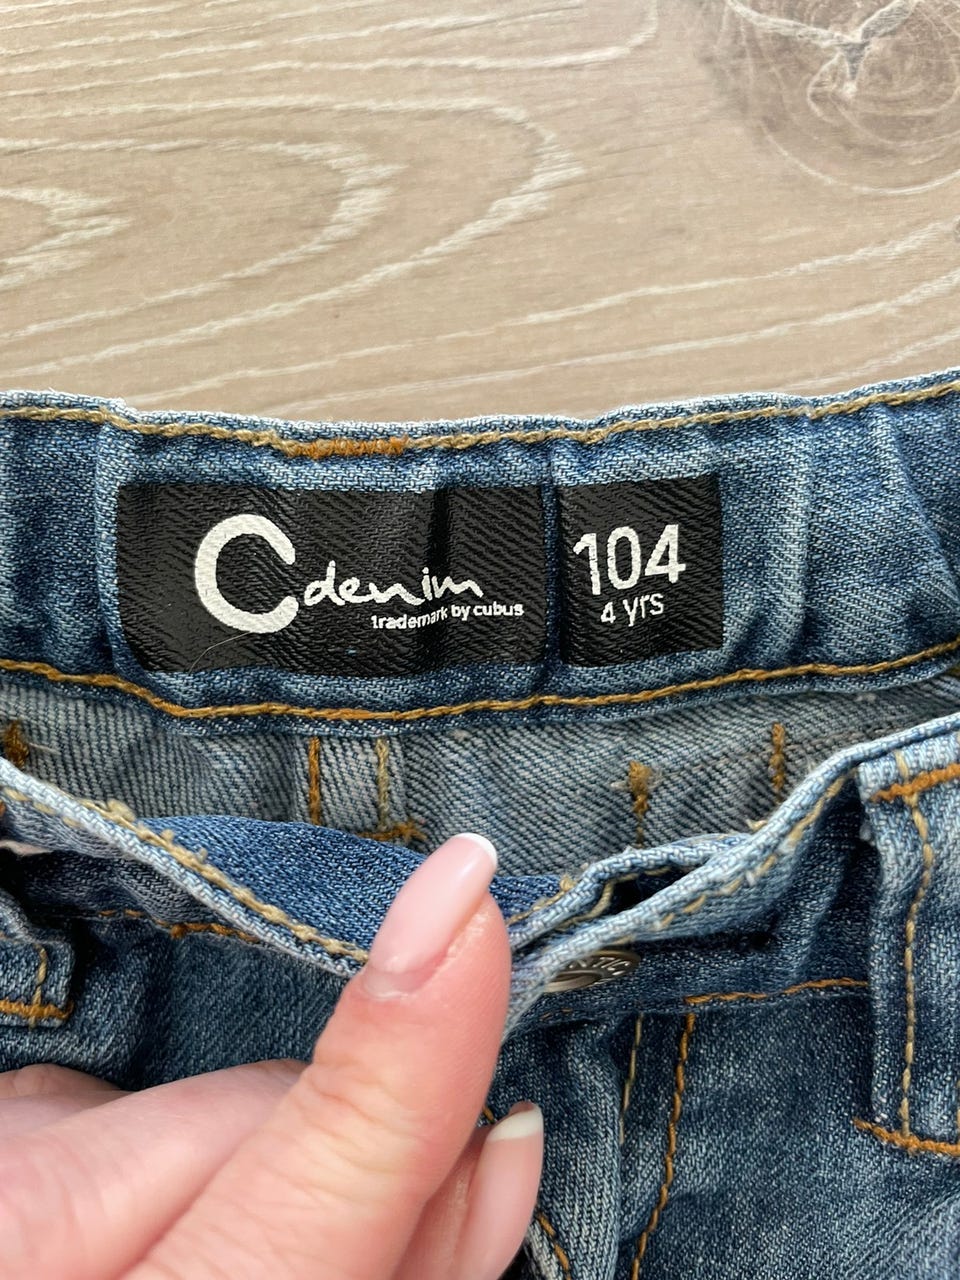 C denim
trademark by cubus
104
4 yrs